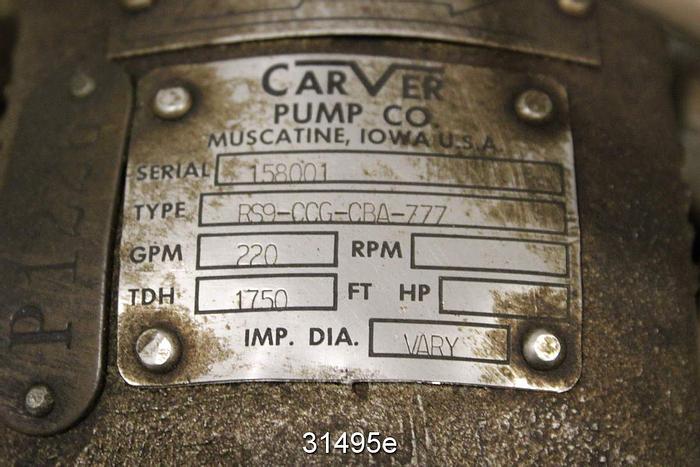 CARVER
PUMP CO.
MUSCATINE, IOWA U.S.A.
SERIAL 158001
TYPE RS9-CCG-CBA-777
GPM 220 RPM
TDH 1750 FT HP
IMP. DIA. VARY
31495e